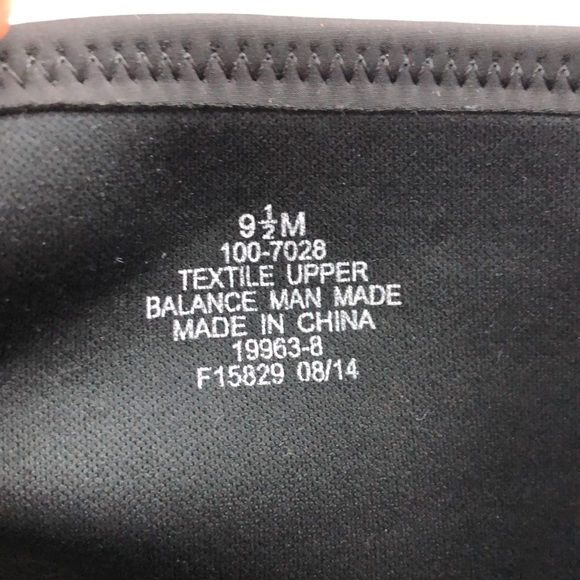 9½M
100-7028
TEXTILE UPPER
BALANCE MAN MADE
MADE IN CHINA
19963-8
F15829 08/14